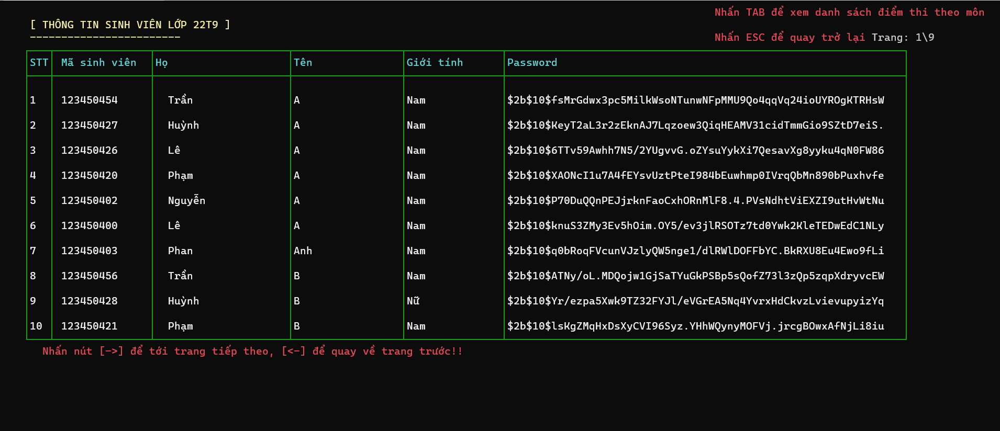 Nhấn TAB để xem danh sách điểm thi theo môn
[ THÔNG TIN SINH VIÊN LỚP 22T9 ]
------------------------
Nhấn ESC để quay trở lại Trang: 1\9
STT Mã sinh viên Họ Tên Giới tính Password
1 123450454 Trần A Nam $2b$10$fsMrGdwx3pc5MilkWsoNTunwNFpMMU9Qo4qqVq24ioUYROgKTRHsW
2 123450427 Huỳnh A Nam $2b$10$KeyT2aL3r2zEknAJ7Lqzoew3QiqHEAMV31cidTmmGio9SZtD7eiS.
3 123450426 Lê A Nam $2b$10$6TTv59Awhh7N5/2YUgvvG.oZYsuYykXi7QesavXg8yyku4qN0FW86
4 123450420 Phạm A Nam $2b$10$XAONcI1u7A4fEYsvUztPteI984bEuwhmp0IVrqQbMn890bPuxhvfe
5 123450402 Nguyễn A Nam $2b$10$P70DuQQnPEJjrknFaoCxhORnMlF8.4.PVsNdhtViEXZI9utHvWtNu
6 123450400 Lê A Nam $2b$10$knuS3ZMy3Ev5hOim.OY5/ev3jlRSOTz7td0Ywk2KleTEDwEdC1NLy
7 123450403 Phan Anh Nam $2b$10$q0bRoqFVcunVJzlyQW5nge1/dlRWlDOFFbYC.BkRXU8Eu4Ewo9fLi
8 123450456 Trần B Nam $2b$10$ATNy/oL.MDQojw1GjSaTYuGkPSBp5sQofZ73l3zQp5zqpXdryvcEW
9 123450428 Huỳnh B Nữ $2b$10$Yr/ezpa5Xwk9TZ32FYJl/eVGrEA5Nq4YvrxHdCkvzLvievupyizYq
10 123450421 Phạm B Nam $2b$10$lsKgZMqHxDsXyCVI96Syz.YHhWQynyMOFVj.jrcgBOwxAfNjLi8iu
Nhấn nút [->] để tới trang tiếp theo, [<-] để quay về trang trước!!